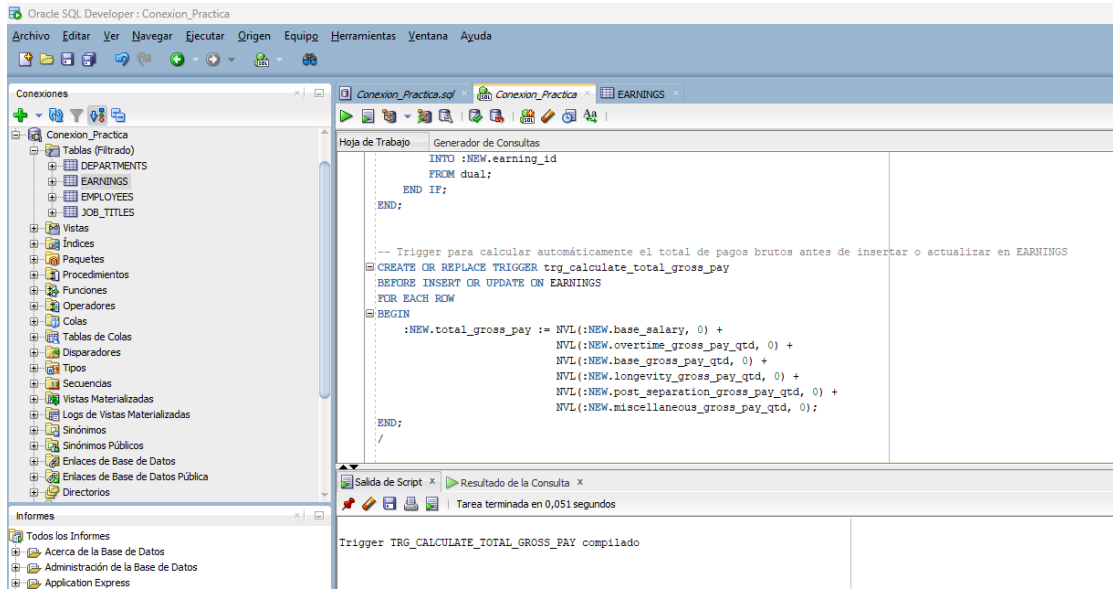 Oracle SQL Developer : Conexion_Practica
Archivo Editar Ver Navegar Ejecutar Origen Equipo Herramientas Ventana Ayuda
Conexiones
Conexion_Practica
Tablas (Filtrado)
DEPARTMENTS
EARNINGS
EMPLOYEES
JOB_TITLES
Vistas
Índices
Paquetes
Procedimientos
Funciones
Operadores
Colas
Tablas de Colas
Disparadores
Tipos
Secuencias
Vistas Materializadas
Logs de Vistas Materializadas
Sinónimos
Sinónimos Públicos
Enlaces de Base de Datos
Enlaces de Base de Datos Pública
Directorios
Informes
Todos los Informes
Acerca de la Base de Datos
Administración de la Base de Datos
Application Express
Conexion_Practica.sql Conexion_Practica EARNINGS
Hoja de Trabajo Generador de Consultas
INTO :NEW.earning_id
FROM dual;
END IF;
END;
-- Trigger para calcular automáticamente el total de pagos brutos antes de insertar o actualizar en EARNINGS
CREATE OR REPLACE TRIGGER trg_calculate_total_gross_pay
BEFORE INSERT OR UPDATE ON EARNINGS
FOR EACH ROW
BEGIN
:NEW.total_gross_pay := NVL(:NEW.base_salary, 0) +
NVL(:NEW.overtime_gross_pay_qtd, 0) +
NVL(:NEW.base_gross_pay_qtd, 0) +
NVL(:NEW.longevity_gross_pay_qtd, 0) +
NVL(:NEW.post_separation_gross_pay_qtd, 0) +
NVL(:NEW.miscellaneous_gross_pay_qtd, 0);
END;
/
Salida de Script x Resultado de la Consulta x
Tarea terminada en 0,051 segundos
Trigger TRG_CALCULATE_TOTAL_GROSS_PAY compilado